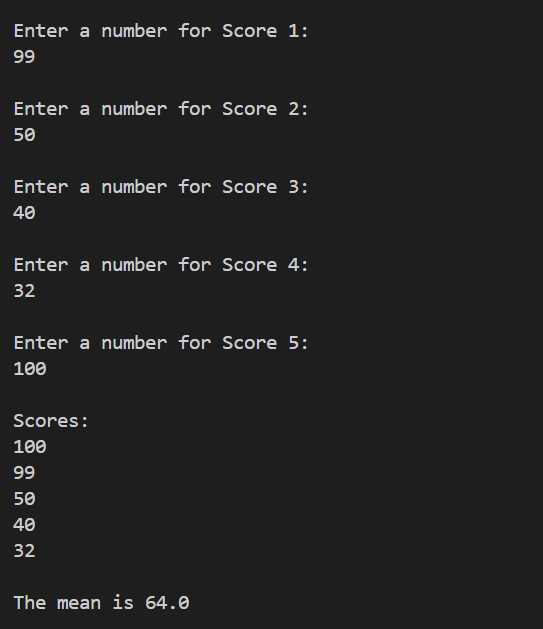 Enter a number for Score 1:
99
Enter a number for Score 2:
50
Enter a number for Score 3:
40
Enter a number for Score 4:
32
Enter a number for Score 5:
100
Scores:
100
99
50
40
32
The mean is 64.0